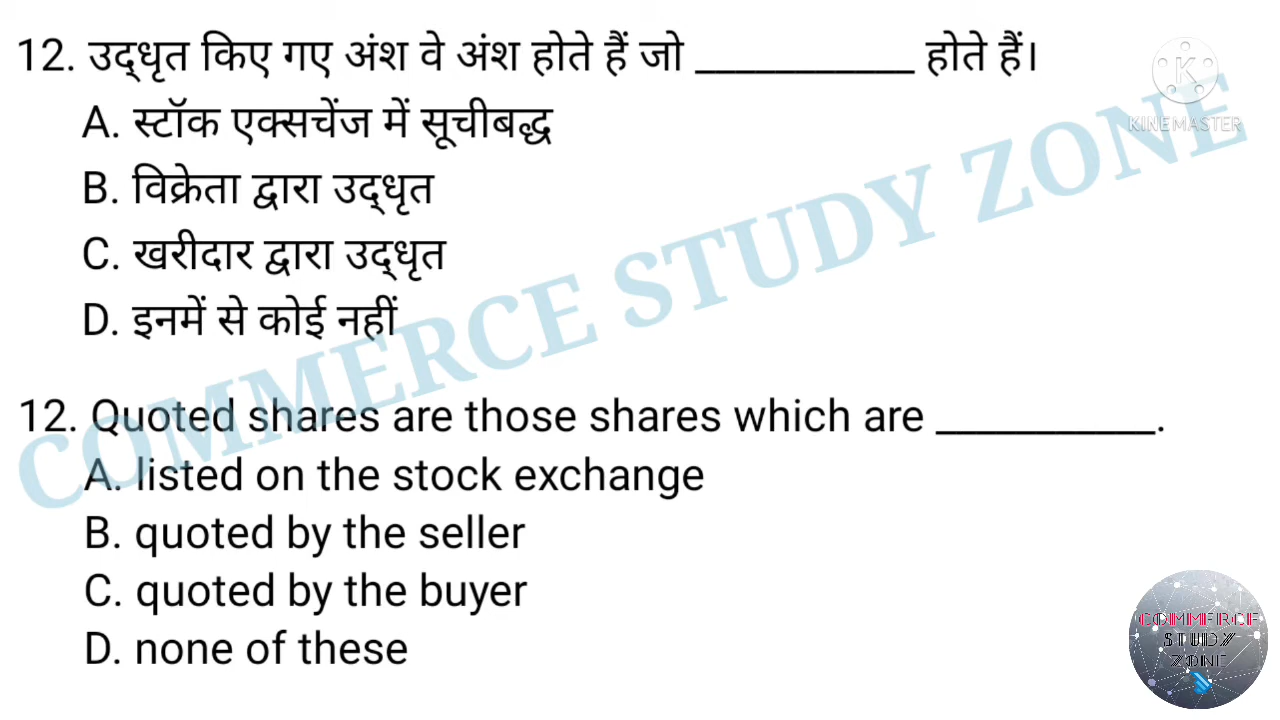 12. उद्धृत किए गए अंश वे अंश होते हैं जो ___________ होते हैं।
A. स्टॉक एक्सचेंज में सूचीबद्ध
B. विक्रेता द्वारा उद्धृत
C. खरीदार द्वारा उद्धृत
D. इनमें से कोई नहीं
K
KINEMASTER
COMMERCE STUDY ZONE
12. Quoted shares are those shares which are ___________.
A. listed on the stock exchange
B. quoted by the seller
C. quoted by the buyer
D. none of these
COMMERCE
STUDY
ZONE